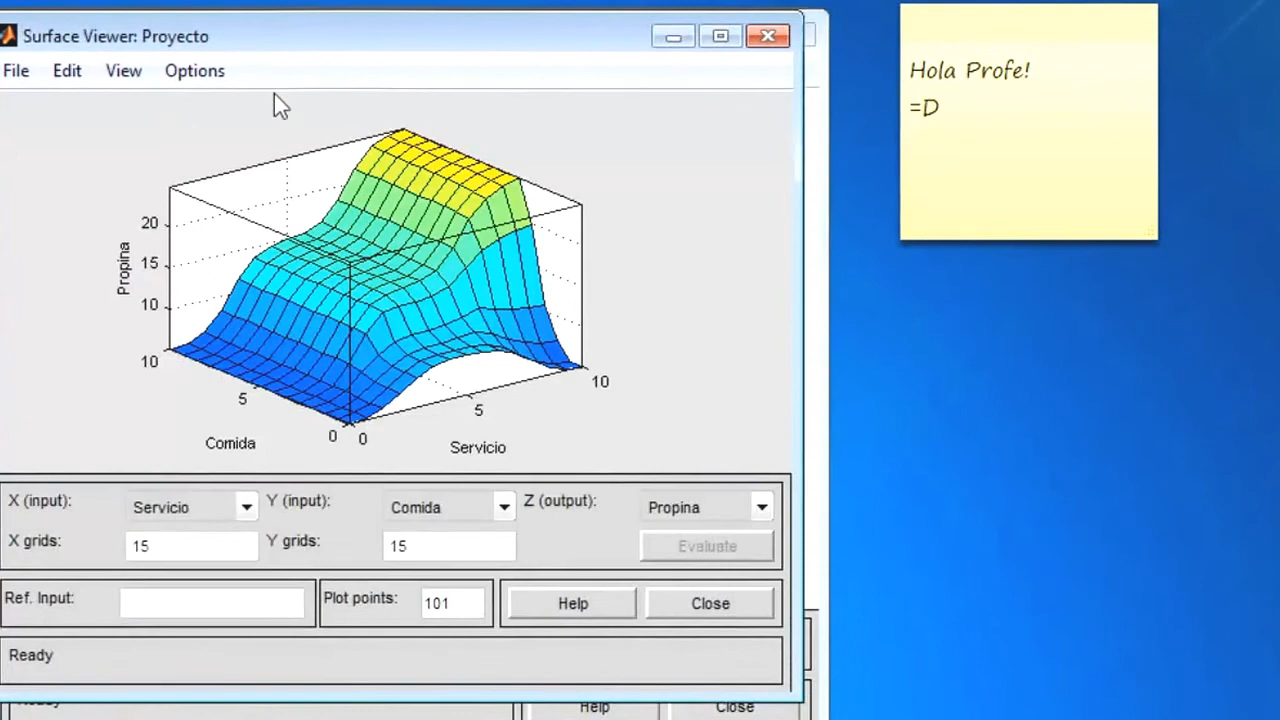 Surface Viewer: Proyecto
File Edit View Options
Hola Profe!
=D
Propina
20
15
10
10
5
0
0
5
10
Comida
Servicio
X (input): Servicio Y (input): Comida Z (output): Propina
X grids: 15 Y grids: 15 Evaluate
Ref. Input: Plot points: 101 Help Close
Ready
Ready Help Close